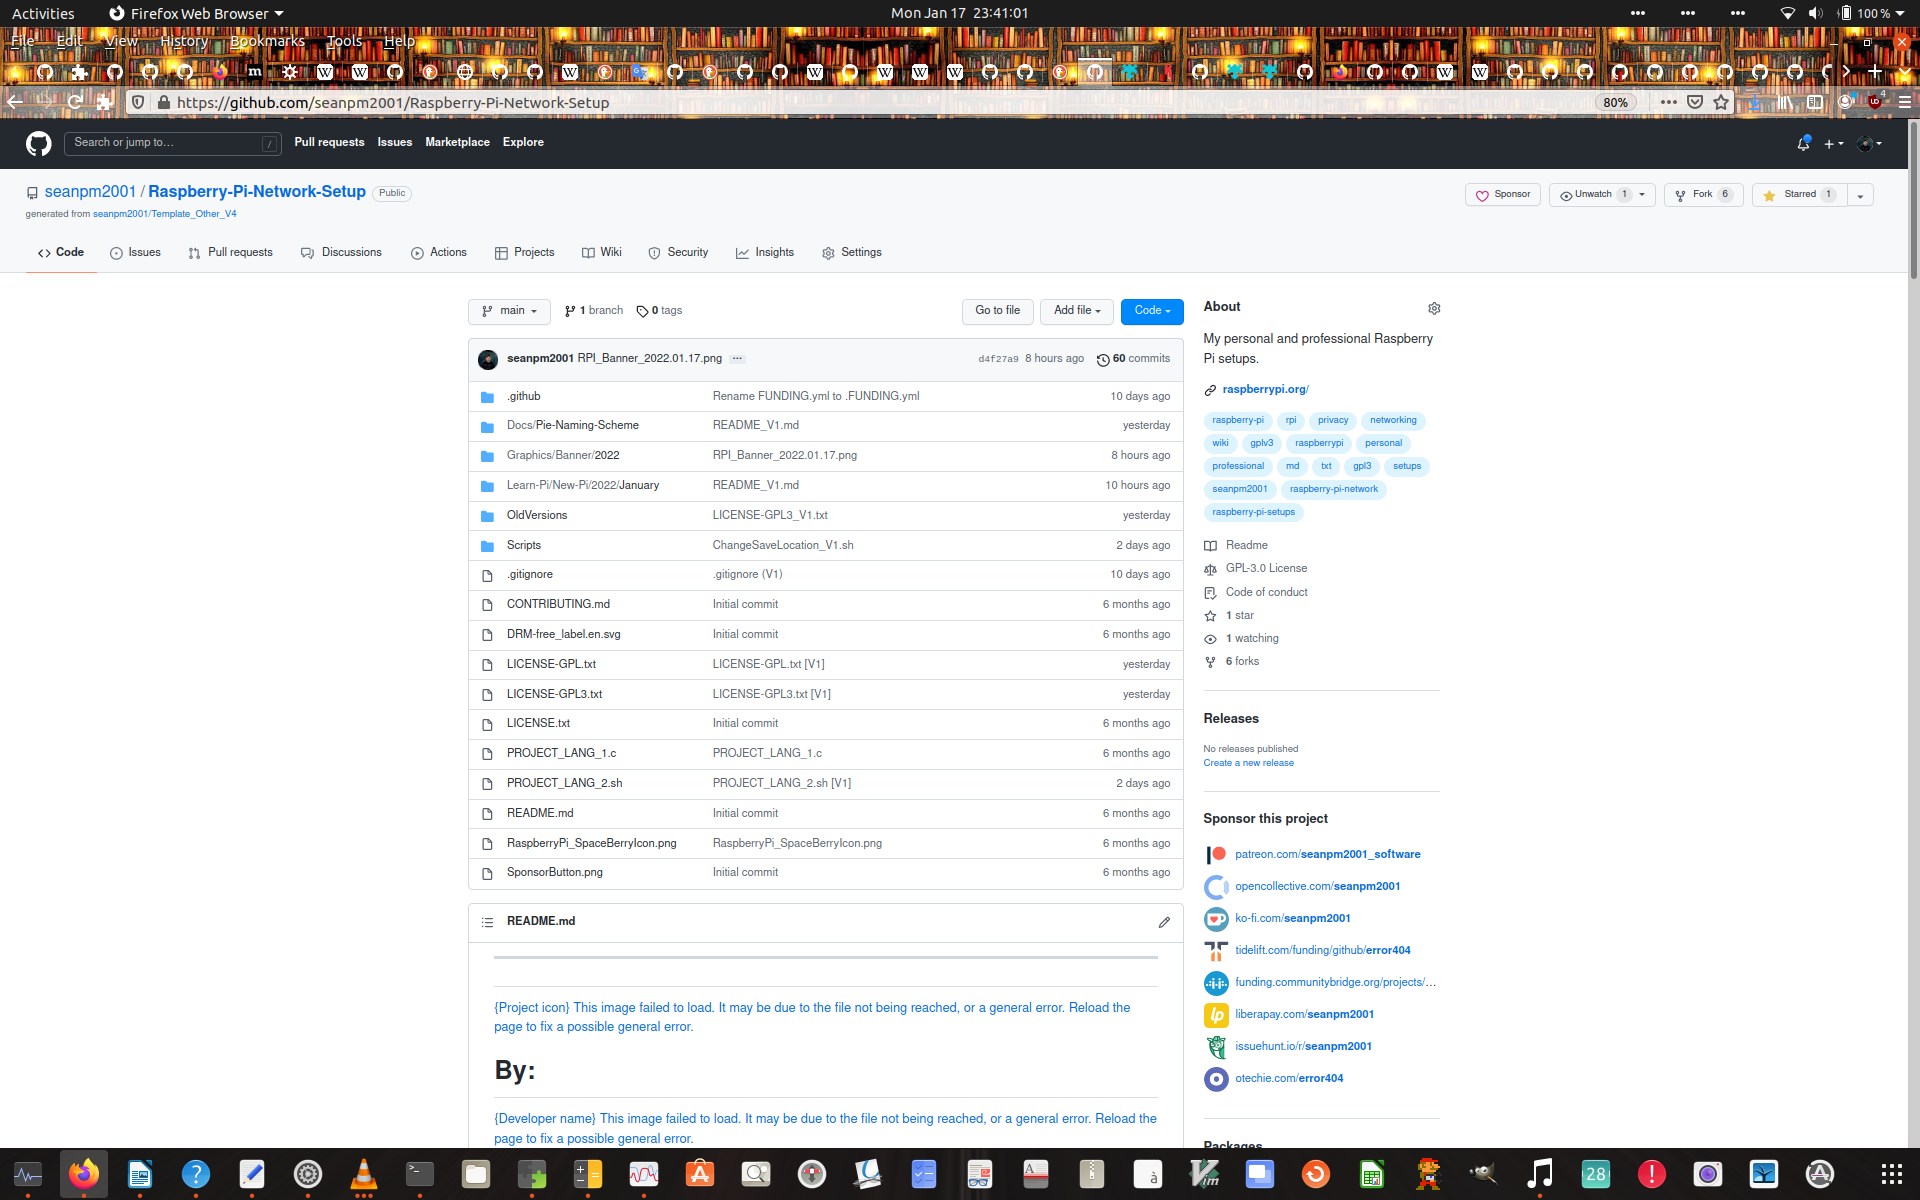 Activities Firefox Web Browser Mon Jan 17 23:41:01 100 %
File Edit View History Bookmarks Tools Help
https://github.com/seanpm2001/Raspberry-Pi-Network-Setup 80% 4
Search or jump to… / Pull requests Issues Marketplace Explore
seanpm2001 / Raspberry-Pi-Network-Setup Public Sponsor Unwatch 1 Fork 6 Starred 1
generated from seanpm2001/Template_Other_V4
Code Issues Pull requests Discussions Actions Projects Wiki Security Insights Settings
main 1 branch 0 tags Go to file Add file Code
seanpm2001 RPI_Banner_2022.01.17.png ... d4f27a9 8 hours ago 60 commits
.github Rename FUNDING.yml to .FUNDING.yml 10 days ago
Docs/Pie-Naming-Scheme README_V1.md yesterday
Graphics/Banner/2022 RPI_Banner_2022.01.17.png 8 hours ago
Learn-Pi/New-Pi/2022/January README_V1.md 10 hours ago
OldVersions LICENSE-GPL3_V1.txt yesterday
Scripts ChangeSaveLocation_V1.sh 2 days ago
.gitignore .gitignore (V1) 10 days ago
CONTRIBUTING.md Initial commit 6 months ago
DRM-free_label.en.svg Initial commit 6 months ago
LICENSE-GPL.txt LICENSE-GPL.txt [V1] yesterday
LICENSE-GPL3.txt LICENSE-GPL3.txt [V1] yesterday
LICENSE.txt Initial commit 6 months ago
PROJECT_LANG_1.c PROJECT_LANG_1.c 6 months ago
PROJECT_LANG_2.sh PROJECT_LANG_2.sh [V1] 2 days ago
README.md Initial commit 6 months ago
RaspberryPi_SpaceBerryIcon.png RaspberryPi_SpaceBerryIcon.png 6 months ago
SponsorButton.png Initial commit 6 months ago
README.md
{Project icon} This image failed to load. It may be due to the file not being reached, or a general error. Reload the
page to fix a possible general error.
By:
{Developer name} This image failed to load. It may be due to the file not being reached, or a general error. Reload the
page to fix a possible general error.
About
My personal and professional Raspberry
Pi setups.
raspberrypi.org/
raspberry-pi rpi privacy networking
wiki gplv3 raspberrypi personal
professional md txt gpl3 setups
seanpm2001 raspberry-pi-network
raspberry-pi-setups
Readme
GPL-3.0 License
Code of conduct
1 star
1 watching
6 forks
Releases
No releases published
Create a new release
Sponsor this project
patreon.com/seanpm2001_software
opencollective.com/seanpm2001
ko-fi.com/seanpm2001
tidelift.com/funding/github/error404
funding.communitybridge.org/projects/...
liberapay.com/seanpm2001
issuehunt.io/r/seanpm2001
otechie.com/error404
Packages
28